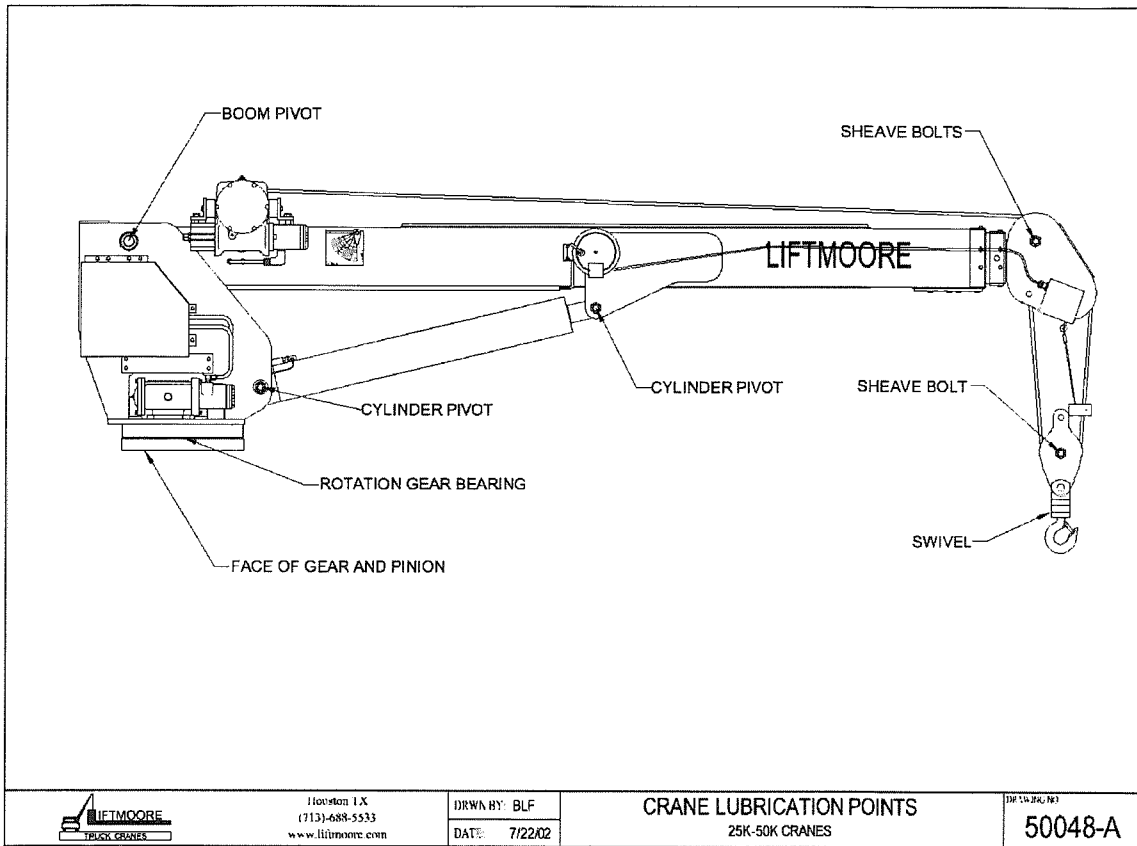 BOOM PIVOT
SHEAVE BOLTS
LIFTMOORE
CYLINDER PIVOT
SHEAVE BOLT
CYLINDER PIVOT
ROTATION GEAR BEARING
SWIVEL
FACE OF GEAR AND PINION
LIFTMOORE
TRUCK CRANES
Houston TX
(713)-688-5533
www.liftmoore.com
DRWN BY: BLF
DATE: 7/22/02
CRANE LUBRICATION POINTS
25K-50K CRANES
DRAWING NO
50048-A